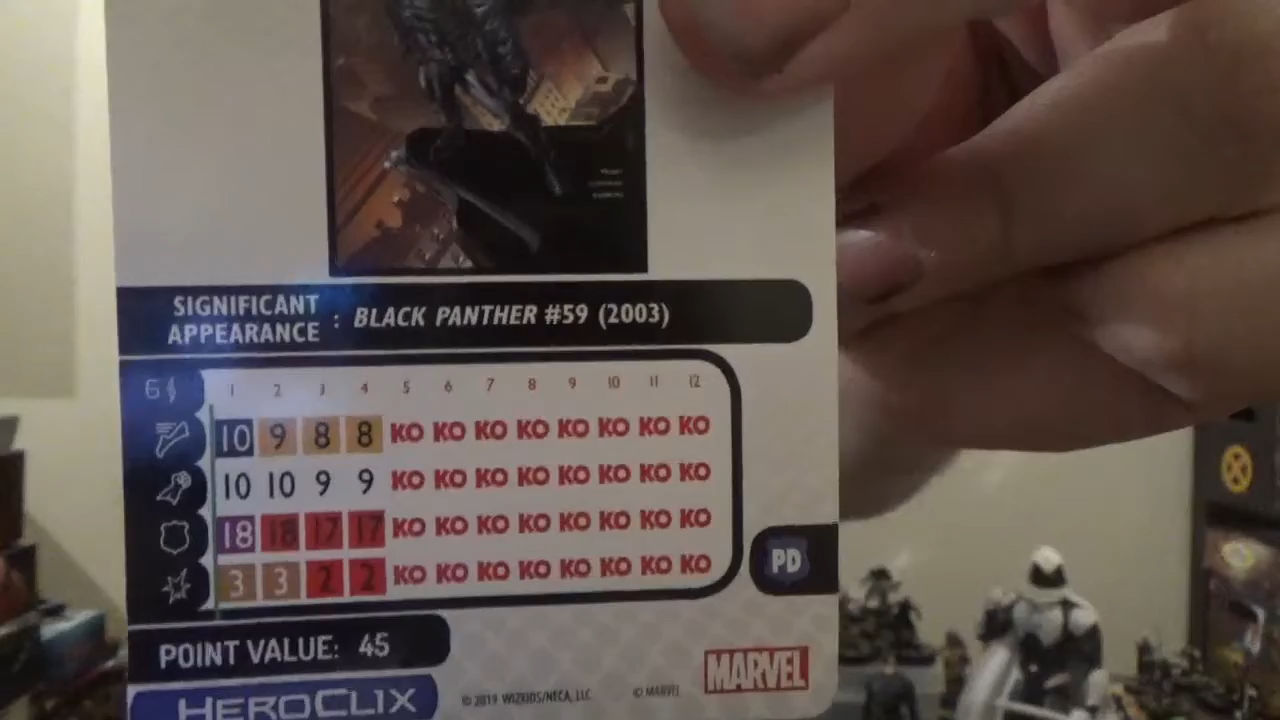 SIGNIFICANT
APPEARANCE : BLACK PANTHER #59 (2003)
6 1 2 3 4 5 6 7 8 9 10 11 12
10 9 8 8 KO KO KO KO KO KO KO KO
10 10 9 9 KO KO KO KO KO KO KO KO
18 18 17 17 KO KO KO KO KO KO KO KO
3 3 2 2 KO KO KO KO KO KO KO KO
PD
POINT VALUE: 45
HEROCLIX
© 2019 WIZKIDS/NECA, LLC
© MARVEL
MARVEL